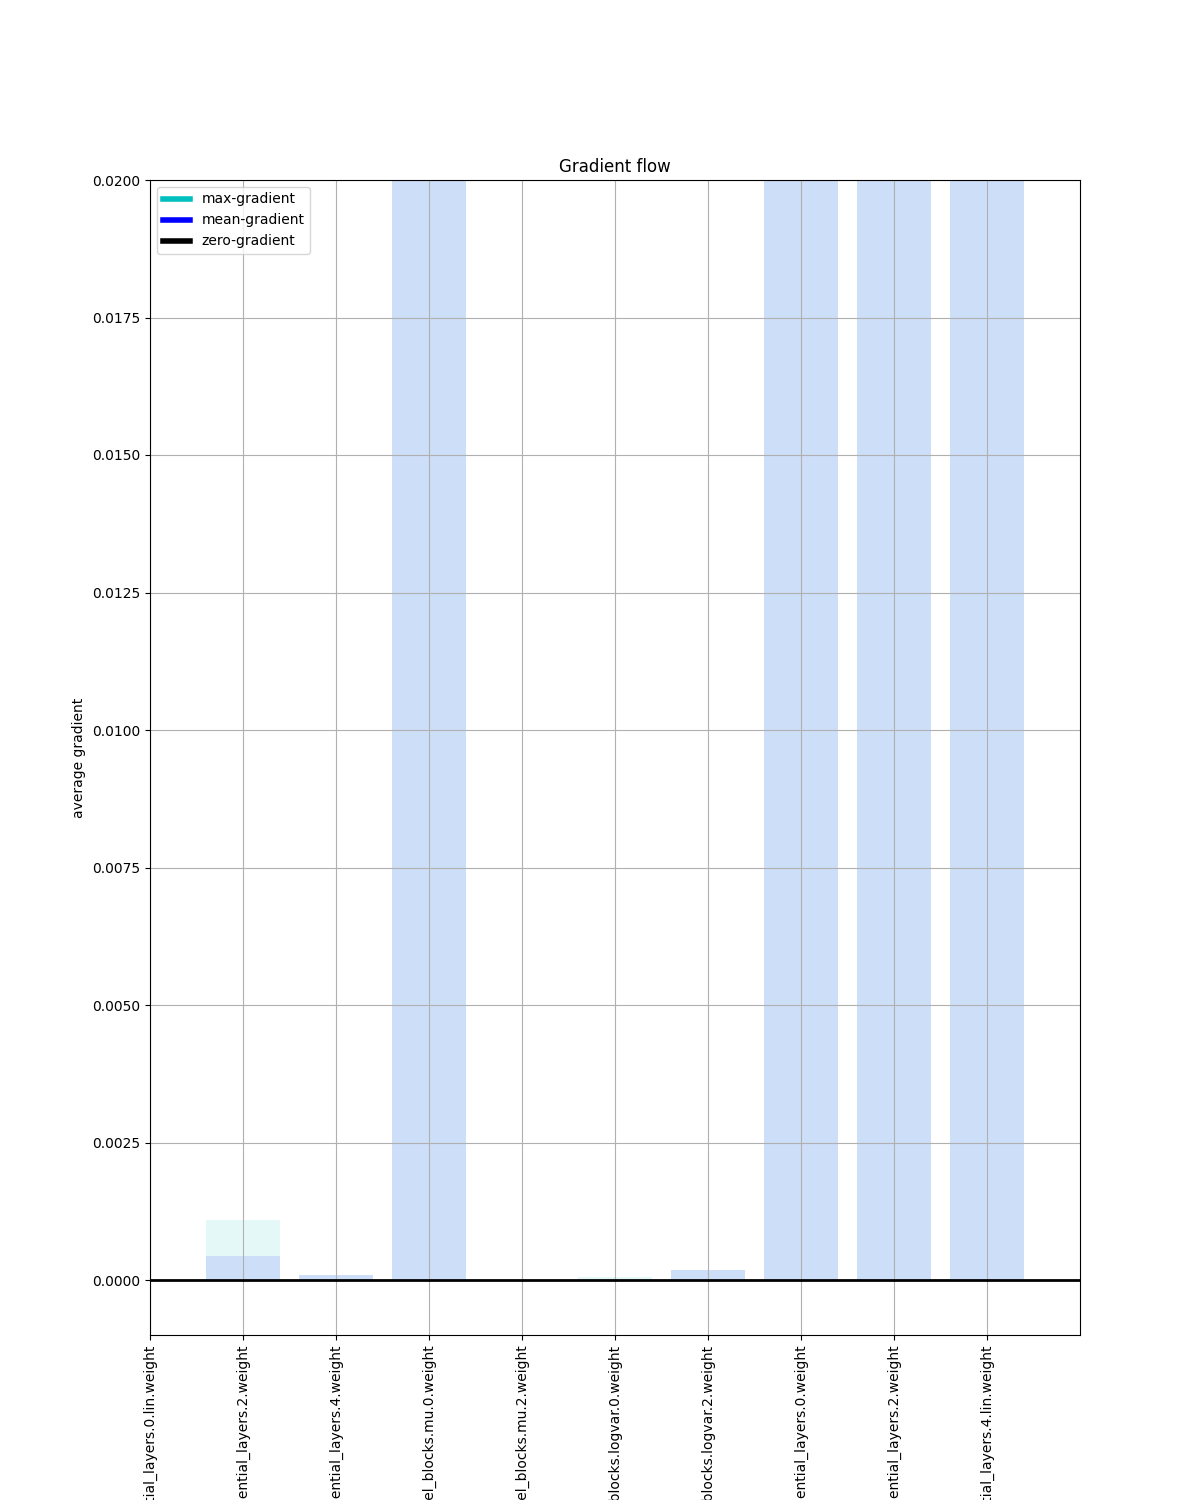 Gradient flow
max-gradient
mean-gradient
zero-gradient
0.0200
0.0175
0.0150
0.0125
0.0100
0.0075
0.0050
0.0025
0.0000
average gradient
tial_layers.0.lin.weight
ential_layers.2.weight
ential_layers.4.weight
el_blocks.mu.0.weight
el_blocks.mu.2.weight
blocks.logvar.0.weight
blocks.logvar.2.weight
ential_layers.0.weight
ential_layers.2.weight
tial_layers.4.lin.weight